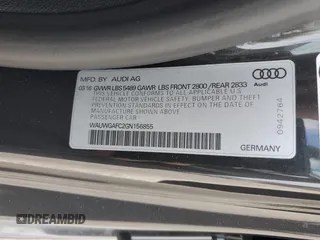 MFD BY: AUDI AG
03/16 GVWR LBS 5489 GAWR LBS FRONT 2800 / REAR 2833
THIS VEHICLE CONFORMS TO ALL APPLICABLE U.S.
FEDERAL MOTOR VEHICLE SAFETY, BUMPER AND THEFT
PREVENTION STANDARDS IN EFFECT ON THE
DATE OF MANUFACTURE SHOWN ABOVE.
PASSENGER CAR
WAUWGAFC2GN156855
GERMANY
Audi
0942784
DREAMBID